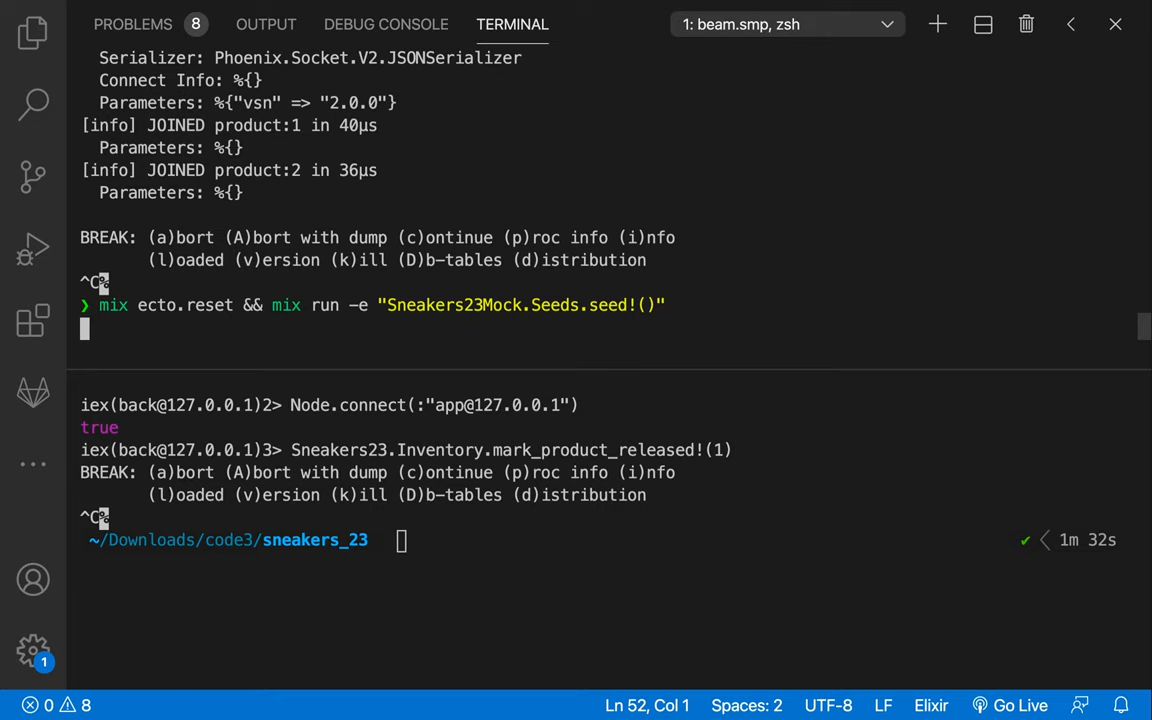 PROBLEMS 8 OUTPUT DEBUG CONSOLE TERMINAL 1: beam.smp, zsh
Serializer: Phoenix.Socket.V2.JSONSerializer
Connect Info: %{}
Parameters: %{"vsn" => "2.0.0"}
[info] JOINED product:1 in 40µs
Parameters: %{}
[info] JOINED product:2 in 36µs
Parameters: %{}
BREAK: (a)bort (A)bort with dump (c)ontinue (p)roc info (i)nfo
(l)oaded (v)ersion (k)ill (D)b-tables (d)istribution
^C%
❯ mix ecto.reset && mix run -e "Sneakers23Mock.Seeds.seed!()"
iex(back@127.0.0.1)2> Node.connect(:"app@127.0.0.1")
true
iex(back@127.0.0.1)3> Sneakers23.Inventory.mark_product_released!(1)
BREAK: (a)bort (A)bort with dump (c)ontinue (p)roc info (i)nfo
(l)oaded (v)ersion (k)ill (D)b-tables (d)istribution
^C%
~/Downloads/code3/sneakers_23 ✔ 1m 32s
1
0 8 Ln 52, Col 1 Spaces: 2 UTF-8 LF Elixir Go Live